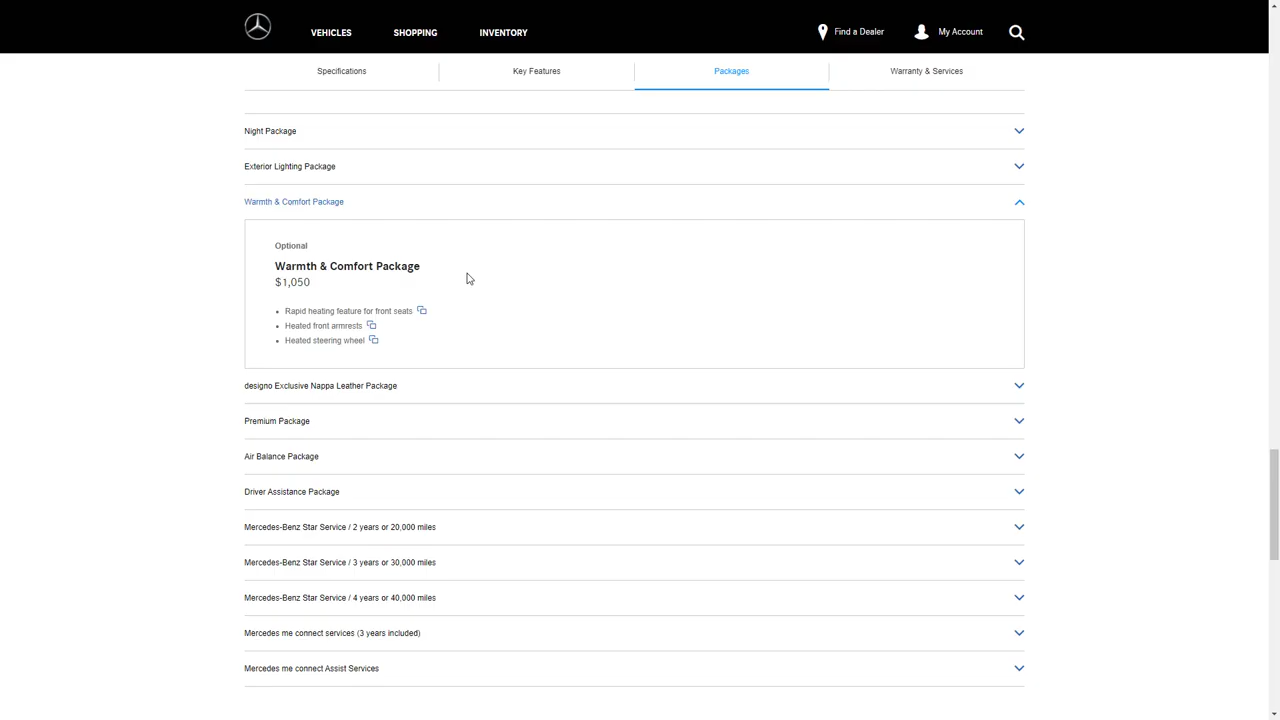 VEHICLES SHOPPING INVENTORY Find a Dealer My Account
Specifications Key Features Packages Warranty & Services
Night Package
Exterior Lighting Package
Warmth & Comfort Package
Optional
Warmth & Comfort Package
$1,050
Rapid heating feature for front seats
Heated front armrests
Heated steering wheel
designo Exclusive Nappa Leather Package
Premium Package
Air Balance Package
Driver Assistance Package
Mercedes-Benz Star Service / 2 years or 20,000 miles
Mercedes-Benz Star Service / 3 years or 30,000 miles
Mercedes-Benz Star Service / 4 years or 40,000 miles
Mercedes me connect services (3 years included)
Mercedes me connect Assist Services